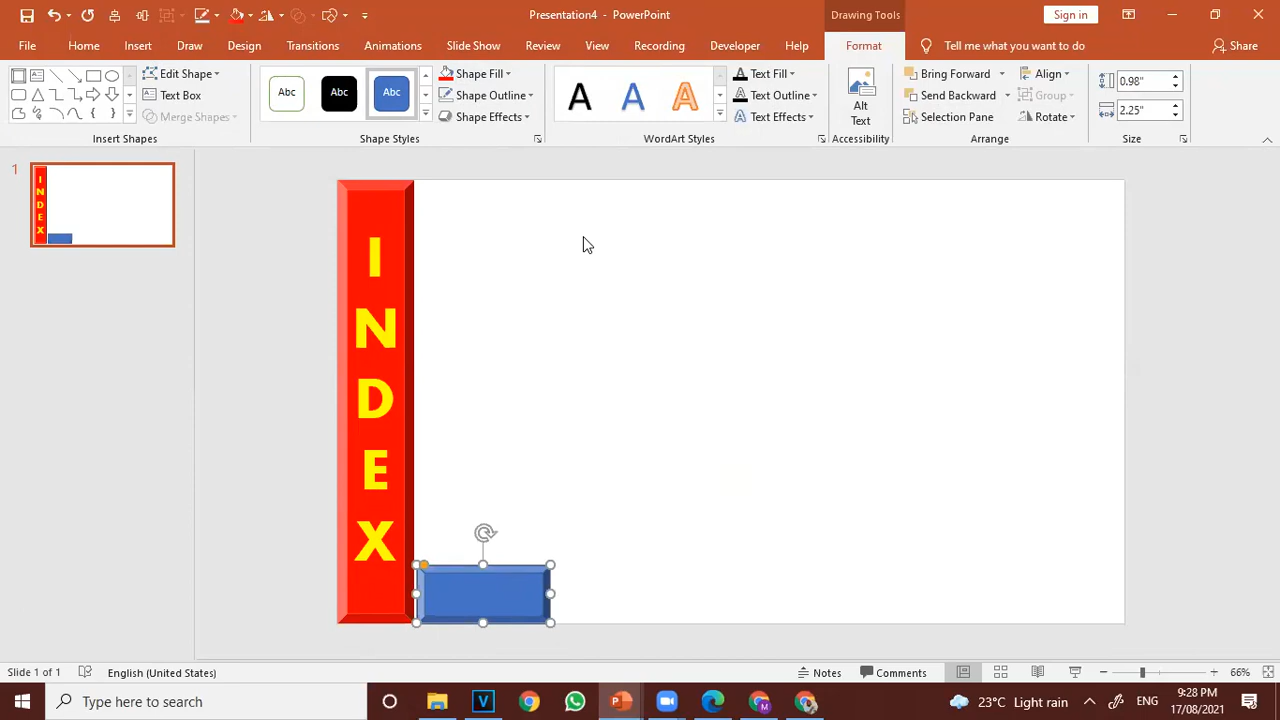 Presentation4 - PowerPoint
Drawing Tools
Sign in
File
Home
Insert
Draw
Design
Transitions
Animations
Slide Show
Review
View
Recording
Developer
Help
Format
Tell me what you want to do
Share
Edit Shape
Text Box
Merge Shapes
Insert Shapes
Abc
Abc
Abc
Shape Fill
Shape Outline
Shape Effects
Shape Styles
A
A
A
Text Fill
Text Outline
Text Effects
WordArt Styles
Alt
Text
Accessibility
Bring Forward
Send Backward
Selection Pane
Align
Group
Rotate
Arrange
0.98"
2.25"
Size
1
I
N
D
E
X
I
N
D
E
X
Slide 1 of 1
English (United States)
Notes
Comments
66%
Type here to search
23°C Light rain
ENG
9:28 PM
17/08/2021